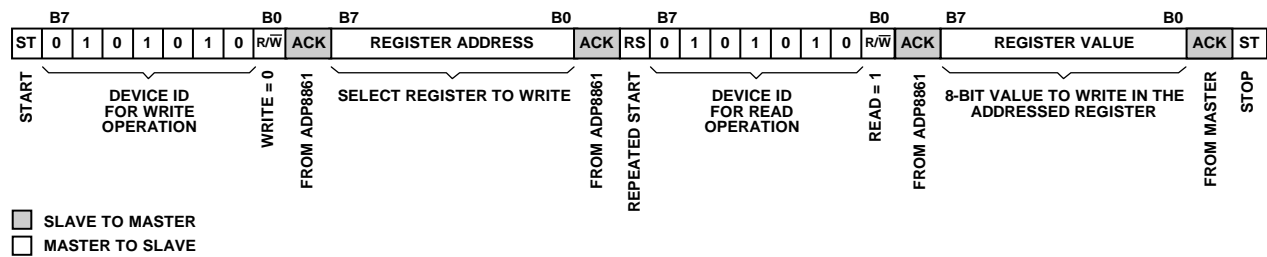 B7 B0 B7 B0 B7 B0 B7 B0
ST 0 1 0 1 0 1 0 R/W̅ ACK REGISTER ADDRESS ACK RS 0 1 0 1 0 1 0 R/W̅ ACK REGISTER VALUE ACK ST
START
DEVICE ID
FOR WRITE
OPERATION
WRITE = 0
FROM ADP8861
SELECT REGISTER TO WRITE
FROM ADP8861
REPEATED START
DEVICE ID
FOR READ
OPERATION
READ = 1
FROM ADP8861
8-BIT VALUE TO WRITE IN THE
ADDRESSED REGISTER
FROM MASTER
STOP
SLAVE TO MASTER
MASTER TO SLAVE